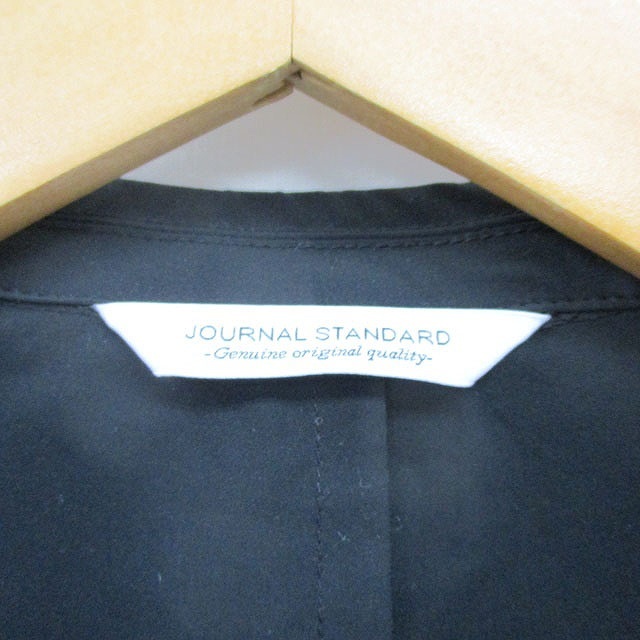 JOURNAL STANDARD
-Genuine original quality-